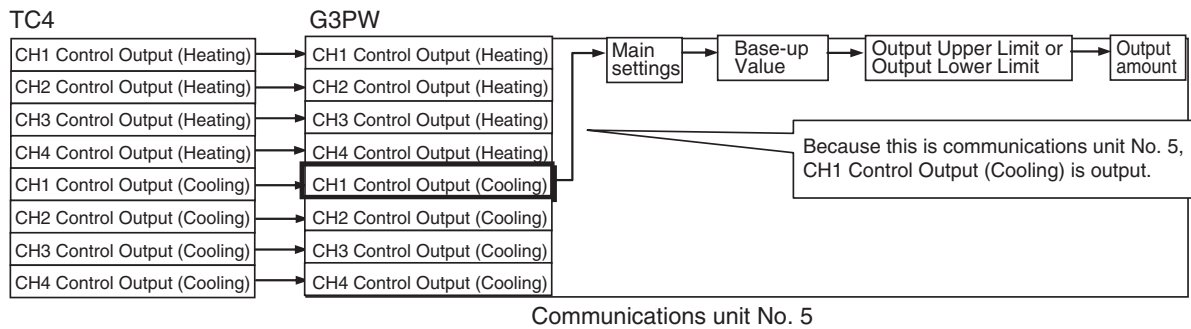 TC4
CH1 Control Output (Heating)
CH2 Control Output (Heating)
CH3 Control Output (Heating)
CH4 Control Output (Heating)
CH1 Control Output (Cooling)
CH2 Control Output (Cooling)
CH3 Control Output (Cooling)
CH4 Control Output (Cooling)
G3PW
CH1 Control Output (Heating)
CH2 Control Output (Heating)
CH3 Control Output (Heating)
CH4 Control Output (Heating)
CH1 Control Output (Cooling)
CH2 Control Output (Cooling)
CH3 Control Output (Cooling)
CH4 Control Output (Cooling)
Main
settings
Base-up
Value
Output Upper Limit or
Output Lower Limit
Output
amount
Because this is communications unit No. 5,
CH1 Control Output (Cooling) is output.
Communications unit No. 5